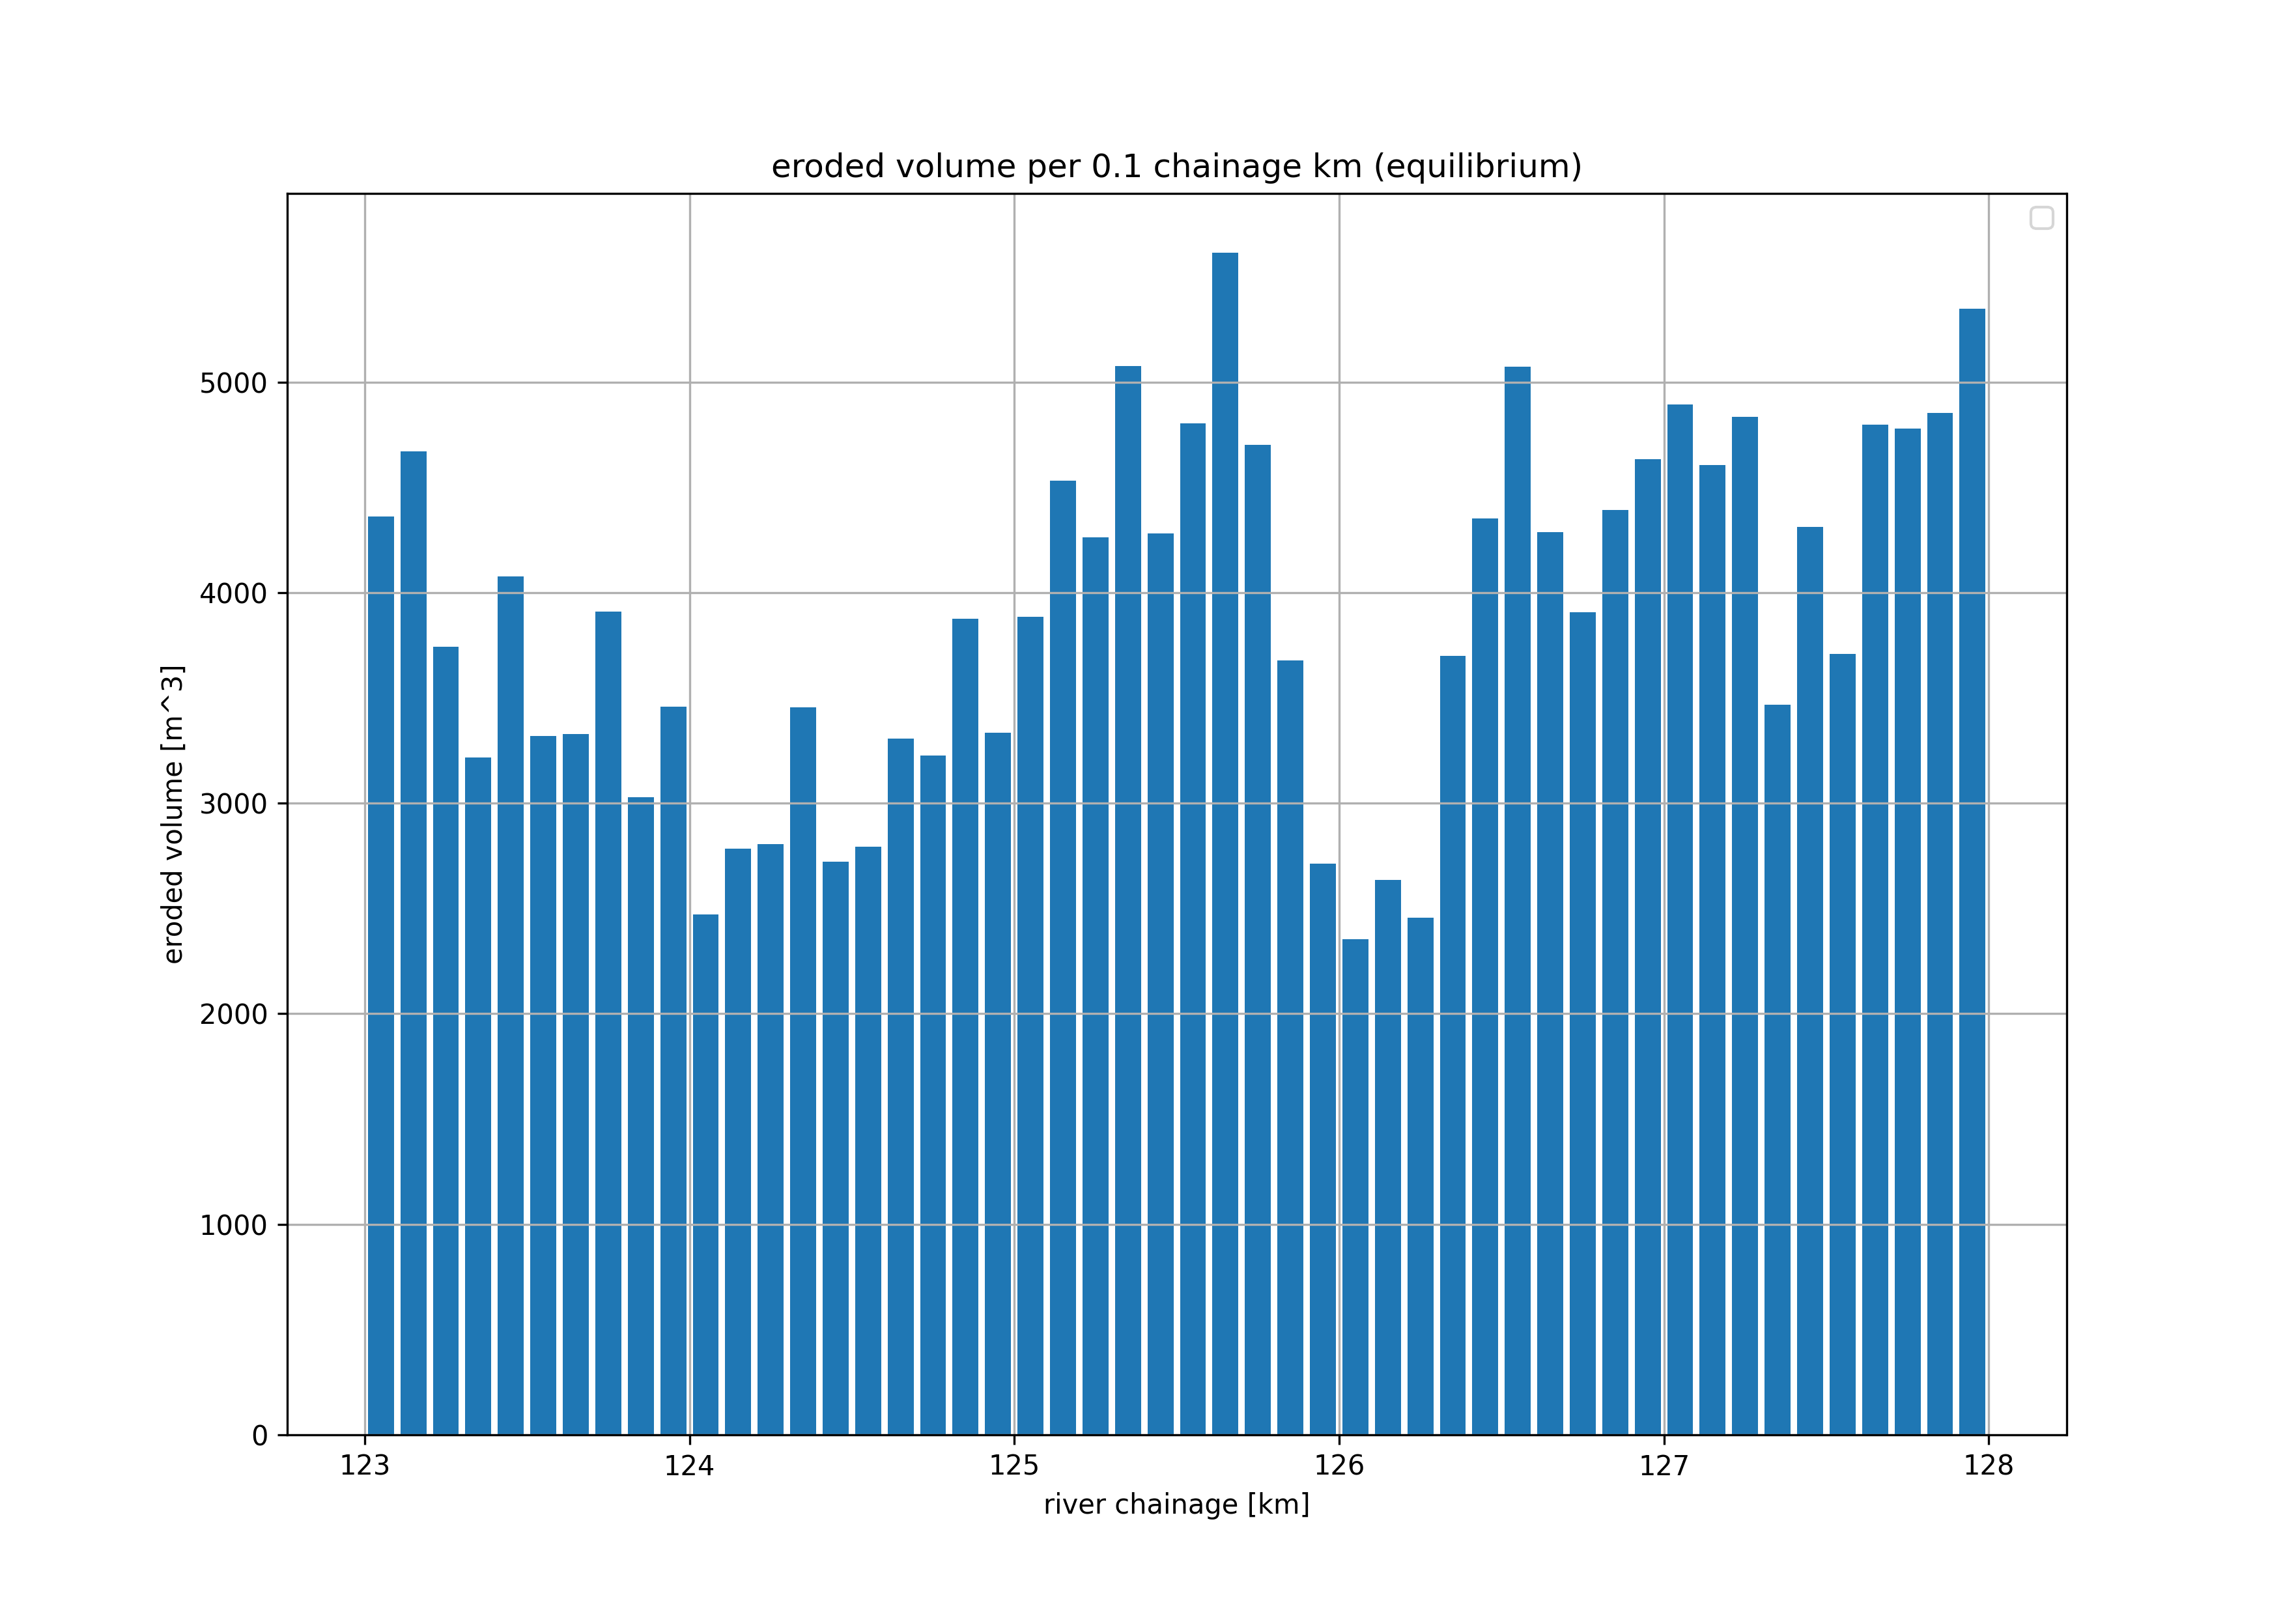 eroded volume per 0.1 chainage km (equilibrium)
eroded volume [m^3]
5000
4000
3000
2000
1000
0
123 124 125 126 127 128
river chainage [km]